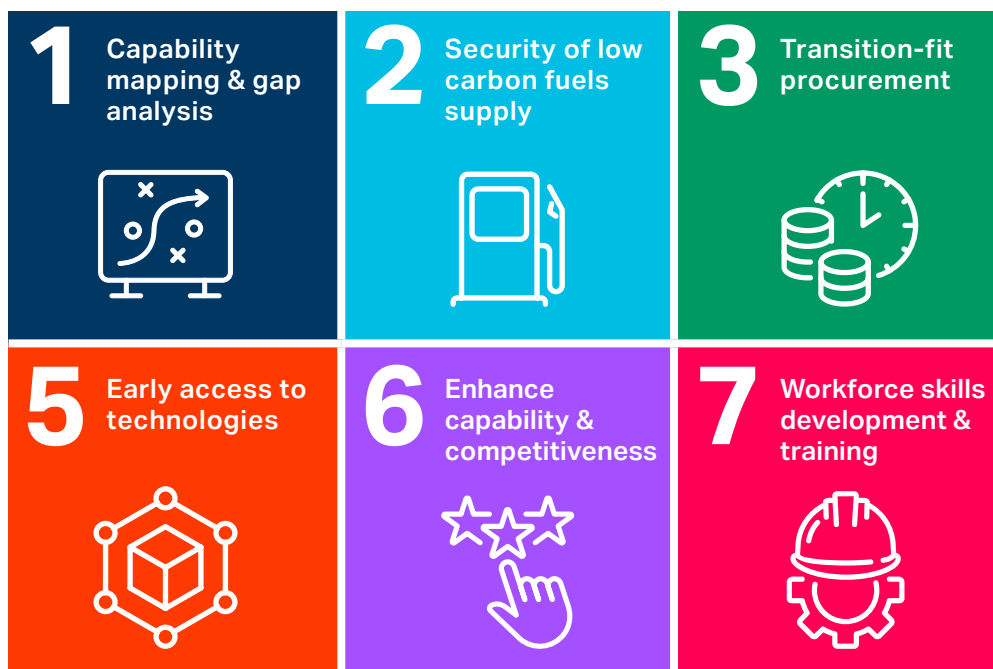 1
Capability
mapping & gap
analysis
2
Security of low
carbon fuels
supply
3
Transition-fit
procurement
5
Early access to
technologies
6
Enhance
capability &
competitiveness
7
Workforce skills
development &
training